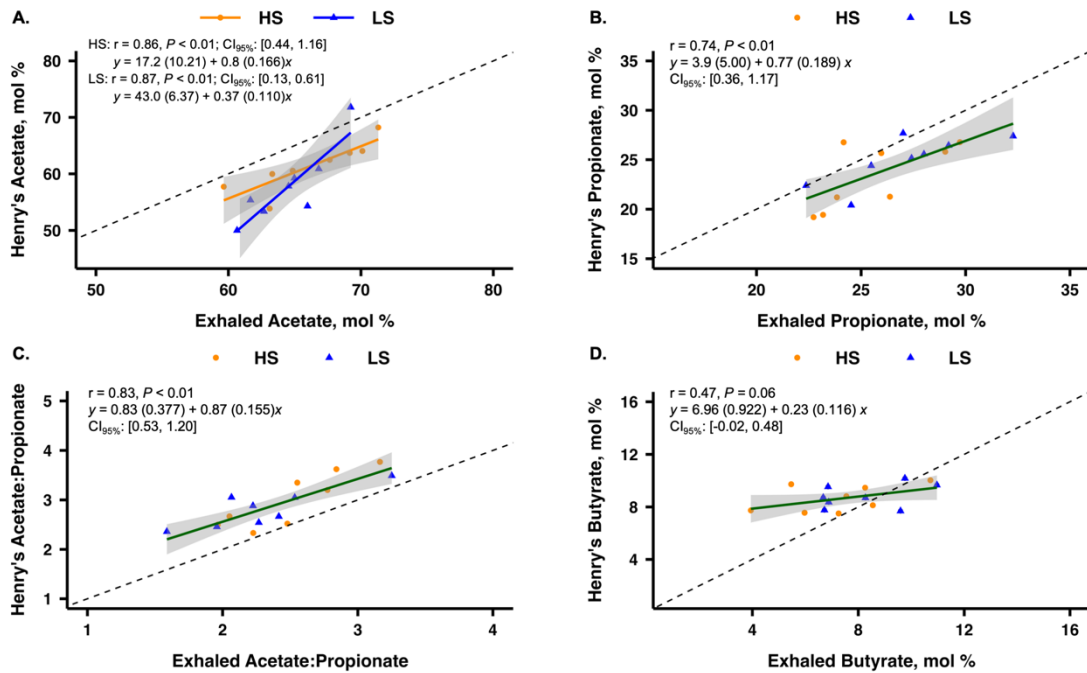 A.
HS LS
HS: r = 0.86, P < 0.01; CI95%: [0.44, 1.16]
y = 17.2 (10.21) + 0.8 (0.166)x
LS: r = 0.87, P < 0.01; CI95%: [0.13, 0.61]
y = 43.0 (6.37) + 0.37 (0.110)x
Henry's Acetate, mol %
80
70
60
50
50 60 70 80
Exhaled Acetate, mol %
B.
HS LS
r = 0.74, P < 0.01
y = 3.9 (5.00) + 0.77 (0.189) x
CI95%: [0.36, 1.17]
Henry's Propionate, mol %
35
30
25
20
15
20 25 30 35
Exhaled Propionate, mol %
C.
HS LS
r = 0.83, P < 0.01
y = 0.83 (0.377) + 0.87 (0.155)x
CI95%: [0.53, 1.20]
Henry's Acetate:Propionate
5
4
3
2
1
1 2 3 4
Exhaled Acetate:Propionate
D.
HS LS
r = 0.47, P = 0.06
y = 6.96 (0.922) + 0.23 (0.116) x
CI95%: [-0.02, 0.48]
Henry's Butyrate, mol %
16
12
8
4
4 8 12 16
Exhaled Butyrate, mol %